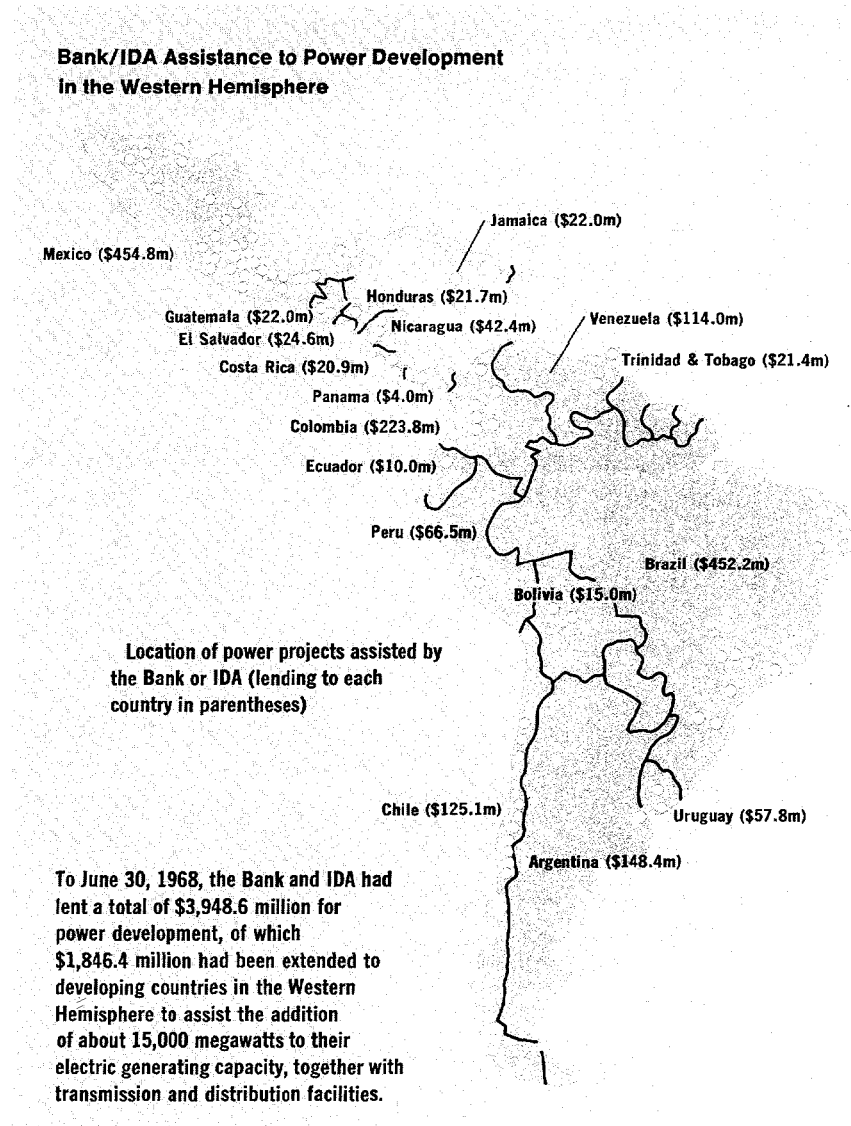 Bank/IDA Assistance to Power Development
in the Western Hemisphere
Jamaica ($22.0m)
Mexico ($454.8m)
Honduras ($21.7m)
Guatemala ($22.0m)
Nicaragua ($42.4m)
Venezuela ($114.0m)
El Salvador ($24.6m)
Trinidad & Tobago ($21.4m)
Costa Rica ($20.9m)
Panama ($4.0m)
Colombia ($223.8m)
Ecuador ($10.0m)
Peru ($66.5m)
Brazil ($452.2m)
Bolivia ($15.0m)
Location of power projects assisted by
the Bank or IDA (lending to each
country in parentheses)
Chile ($125.1m)
Uruguay ($57.8m)
Argentina ($148.4m)
To June 30, 1968, the Bank and IDA had
lent a total of $3,948.6 million for
power development, of which
$1,846.4 million had been extended to
developing countries in the Western
Hemisphere to assist the addition
of about 15,000 megawatts to their
electric generating capacity, together with
transmission and distribution facilities.